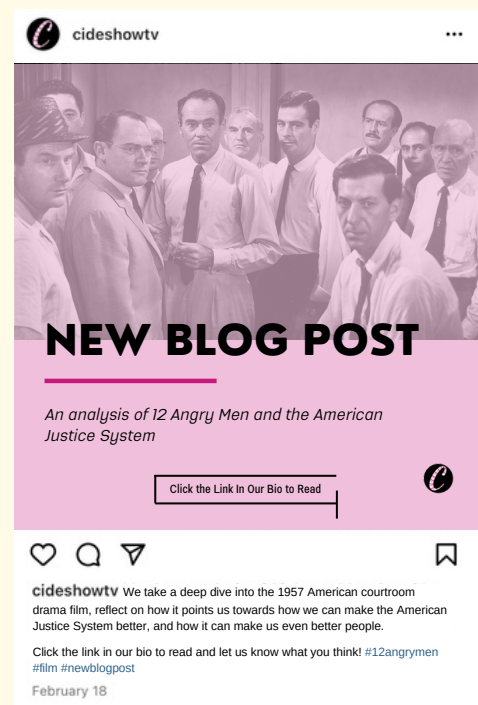 cideshowtv
NEW BLOG POST
An analysis of 12 Angry Men and the American
Justice System
Click the Link In Our Bio to Read
cideshowtv We take a deep dive into the 1957 American courtroom
drama film, reflect on how it points us towards how we can make the American
Justice System better, and how it can make us even better people.
Click the link in our bio to read and let us know what you think! #12angrymen
#film #newblogpost
February 18